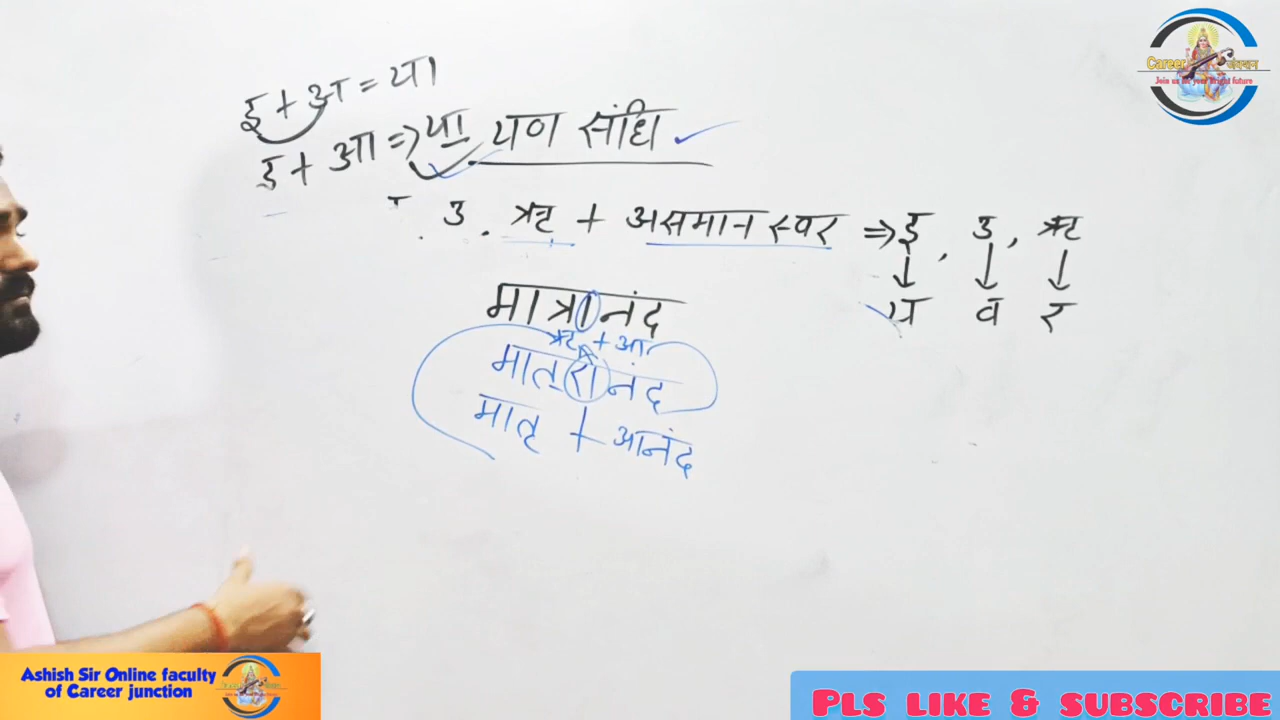 इ + आ = या
इ + आ ⇒ या यण संधि ✓
उ . ऋ + असमान स्वर ⇒ इ , उ , ऋ
↓ ↓ ↓
य व र
मात्रानंद
ऋ + आ
मात्रानंद
मातृ + आनंद
Career संस्थान
Join us for your Bright future
Ashish Sir Online faculty
of Career junction
PLS LIKE & SUBSCRIBE